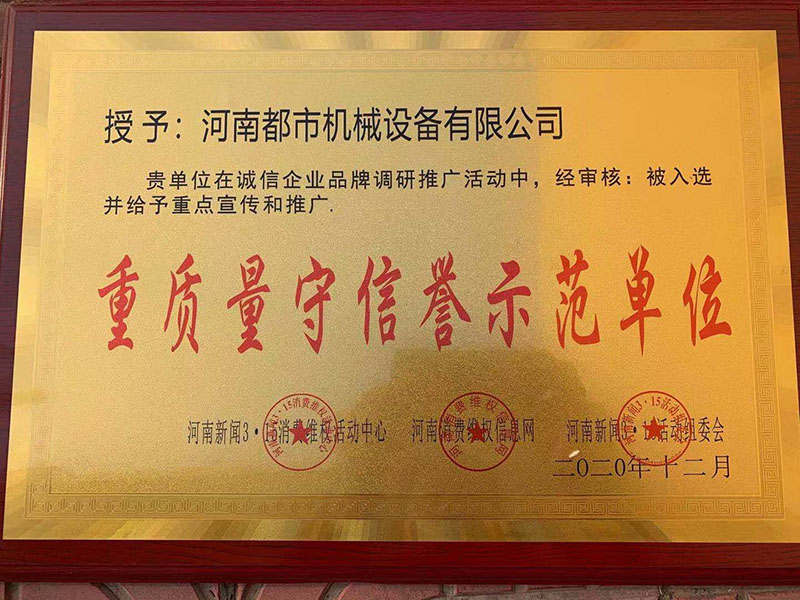 授予：河南都市机械设备有限公司
贵单位在诚信企业品牌调研推广活动中，经审核：被入选
并给予重点宣传和推广.
重质量守信誉示范单位
河南新闻3·15消费维权活动中心 河南消费维权信息网 河南新闻3·15活动组委会
二〇二〇年十二月